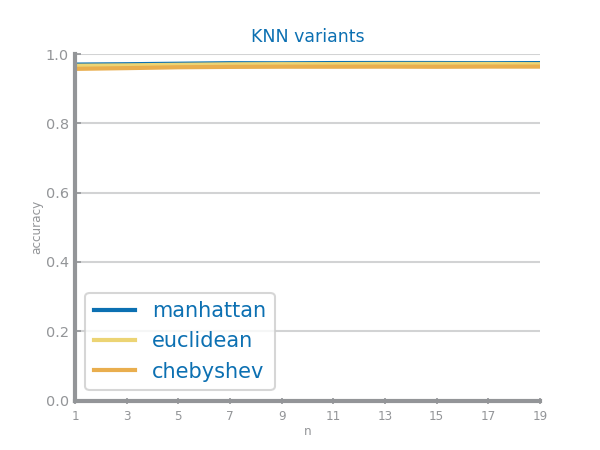 KNN variants
1.0
0.8
0.6
0.4
0.2
0.0
accuracy
manhattan
euclidean
chebyshev
1 3 5 7 9 11 13 15 17 19
n